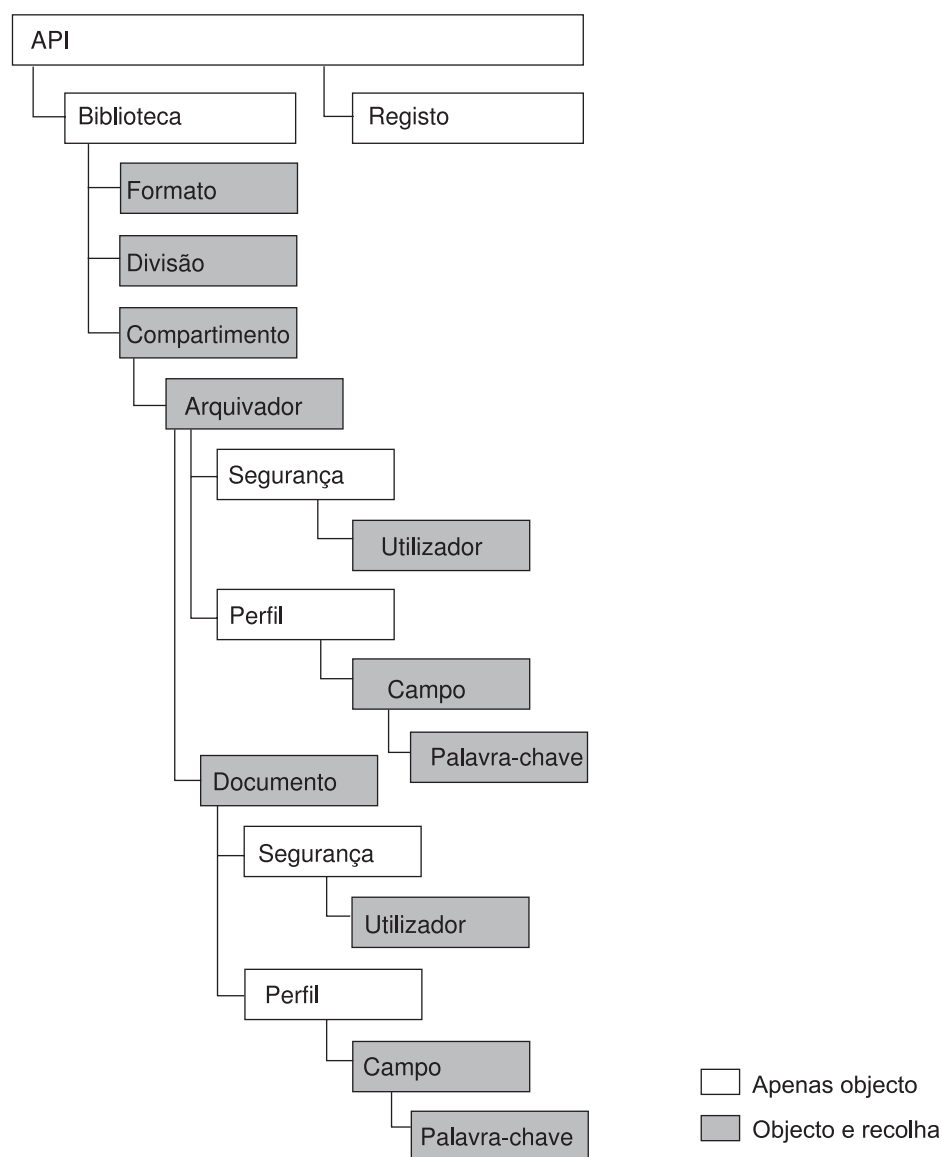 API
Biblioteca
Registo
Formato
Divisão
Compartimento
Arquivador
Segurança
Utilizador
Perfil
Campo
Palavra-chave
Documento
Segurança
Utilizador
Perfil
Campo
Palavra-chave
Apenas objecto
Objecto e recolha